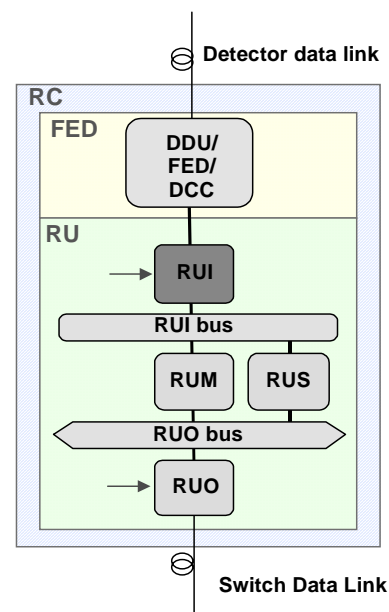 Detector data link
RC
FED
DDU/
FED/
DCC
RU
RUI
RUI bus
RUM
RUS
RUO bus
RUO
Switch Data Link